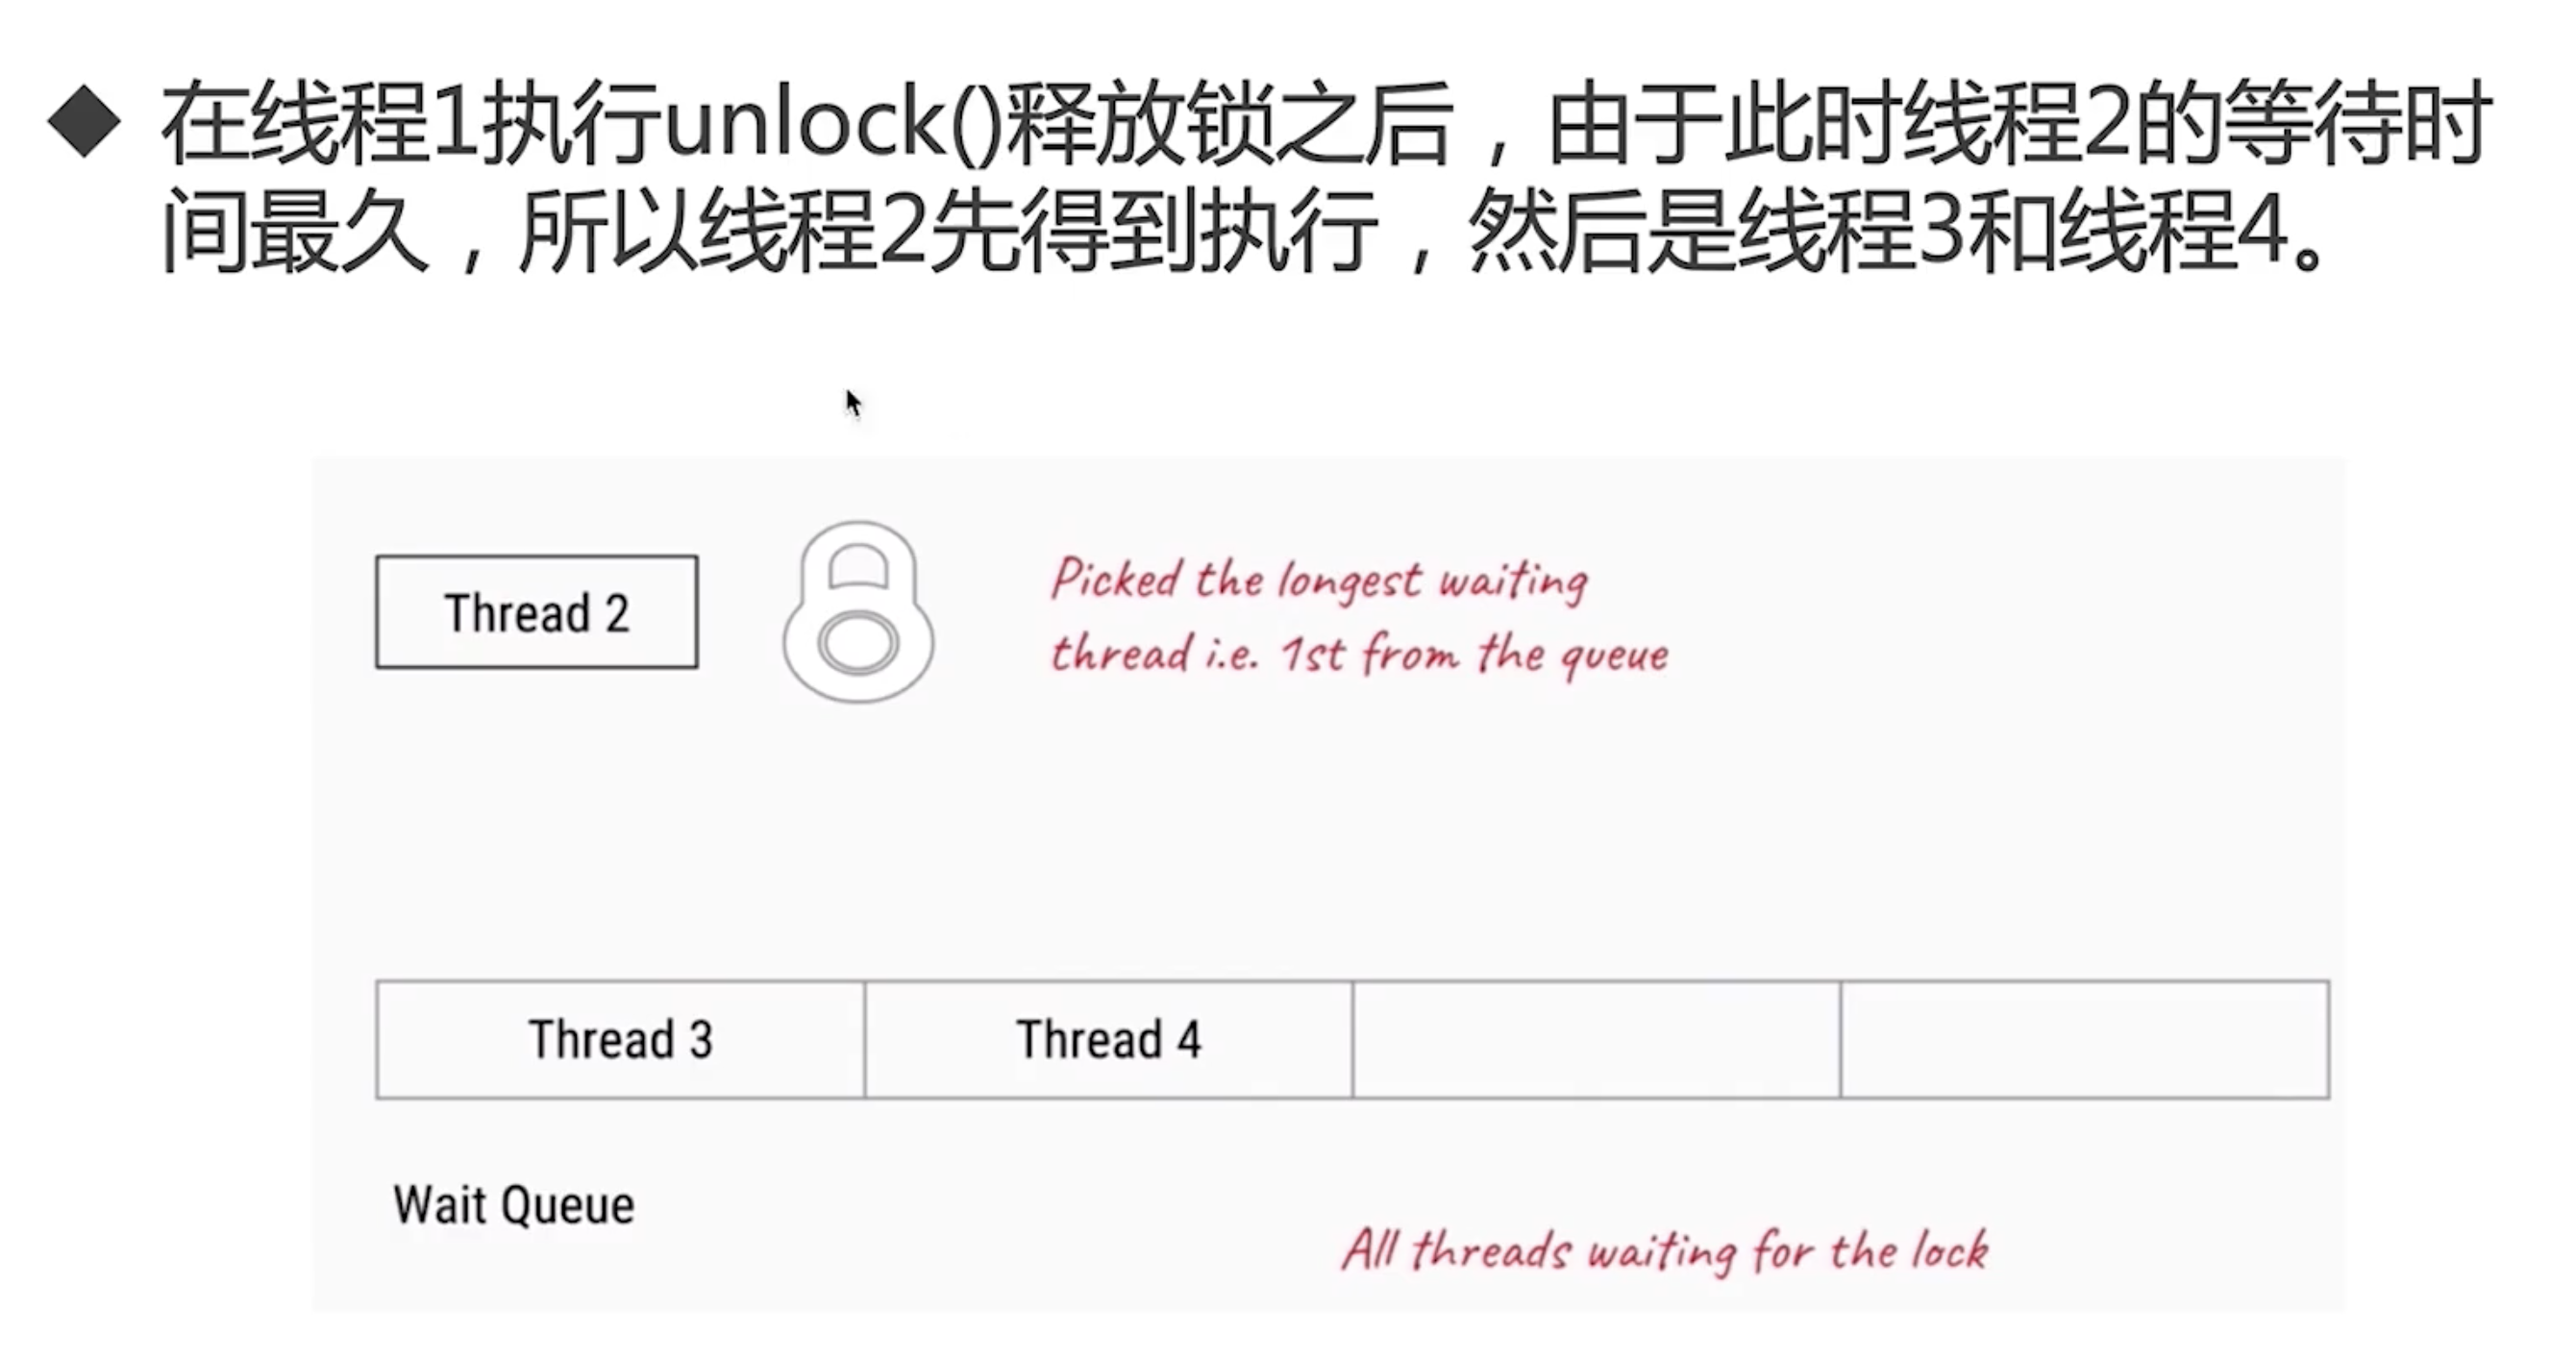 在线程1执行unlock()释放锁之后，由于此时线程2的等待时
间最久，所以线程2先得到执行，然后是线程3和线程4。
Thread 2
Picked the longest waiting
thread i.e. 1st from the queue
Thread 3
Thread 4
Wait Queue
All threads waiting for the lock